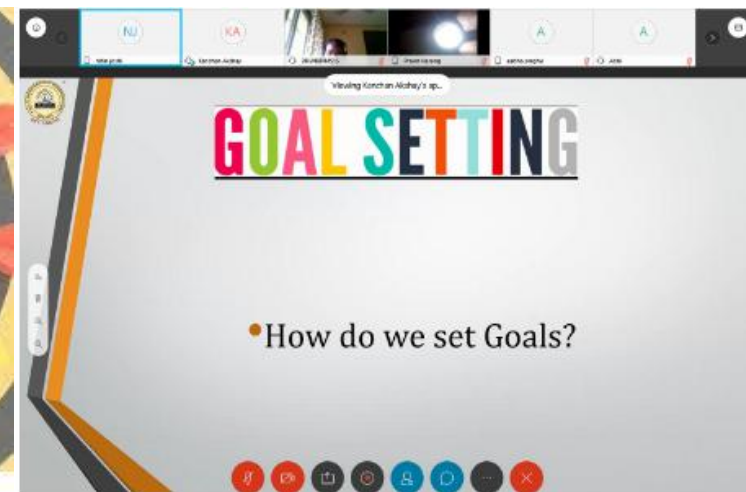 NJ
KA
A
A
Viewing Kanchan Akshay's ap...
GOAL SETTING
•How do we set Goals?